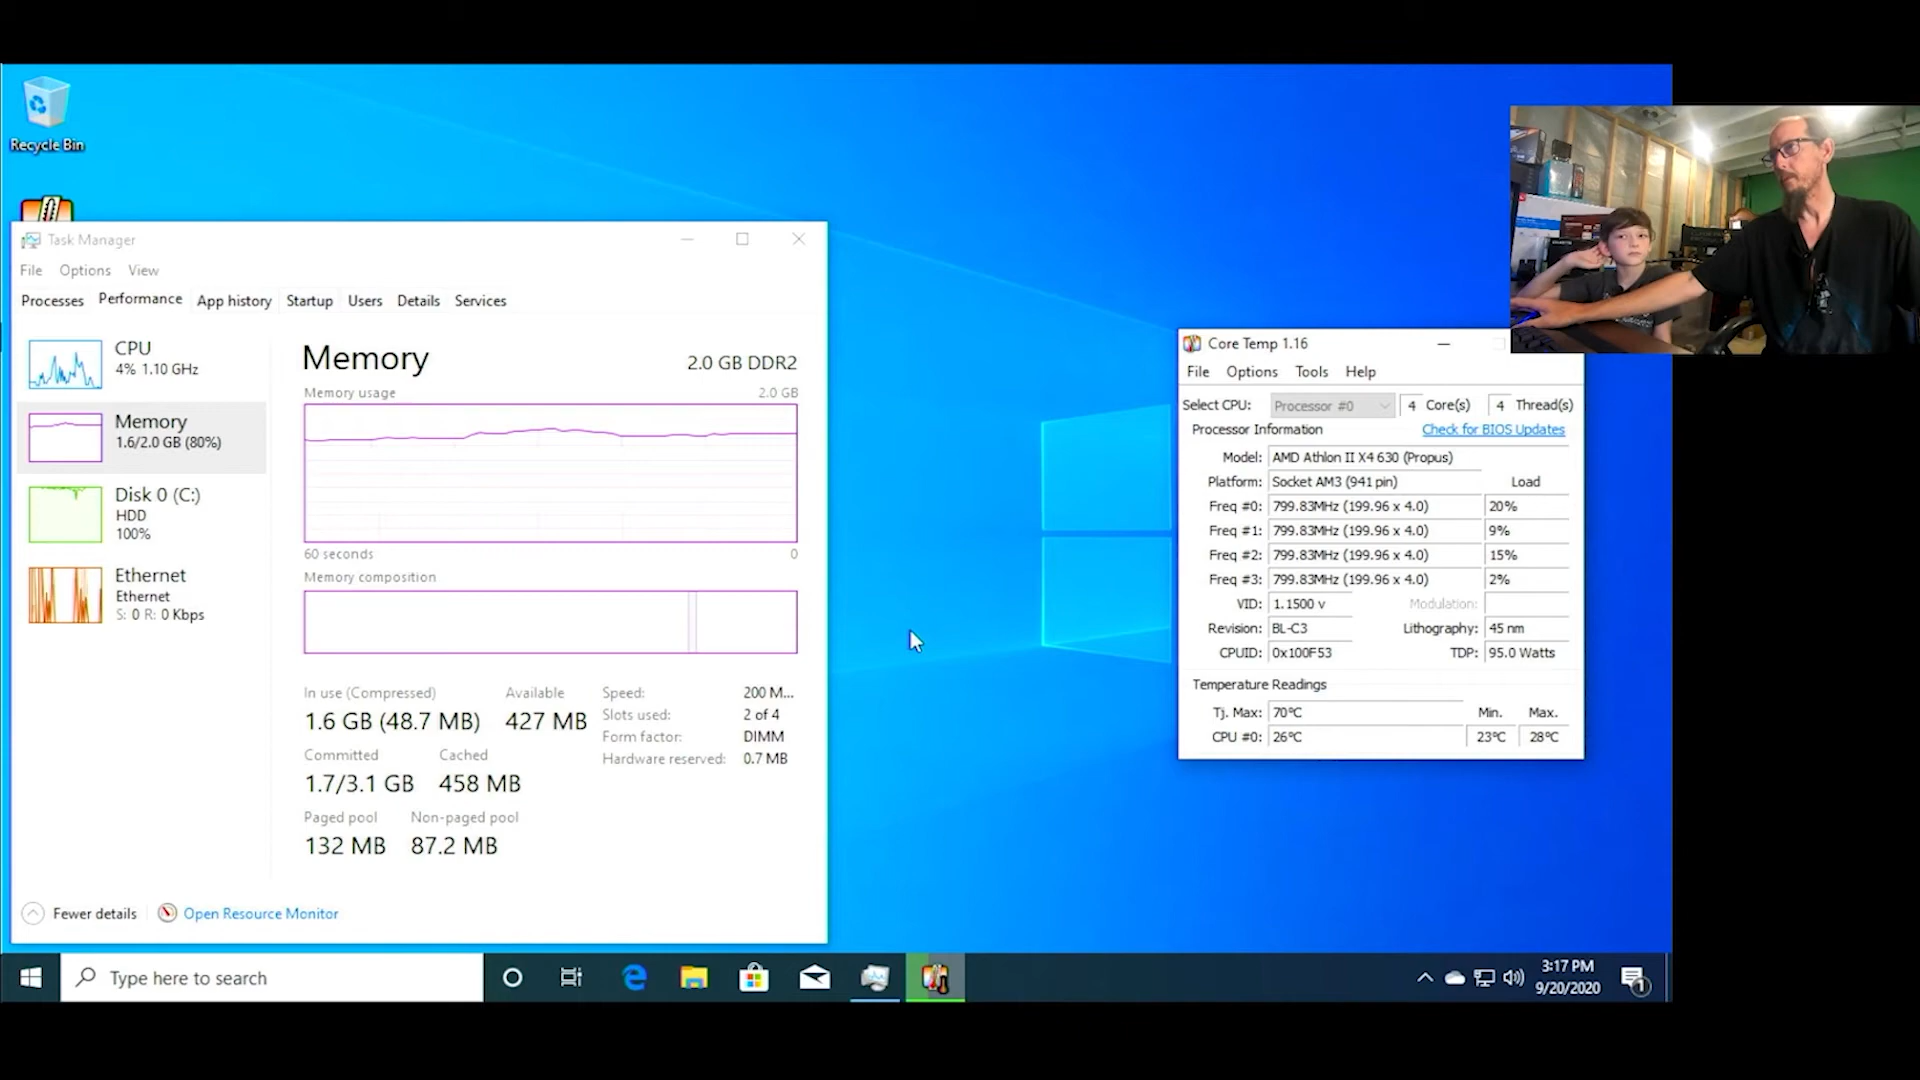 Recycle Bin
Task Manager
File Options View
Processes Performance App history Startup Users Details Services
CPU
4% 1.10 GHz
Memory
1.6/2.0 GB (80%)
Disk 0 (C:)
HDD
100%
Ethernet
Ethernet
S: 0 R: 0 Kbps
Memory 2.0 GB DDR2
Memory usage 2.0 GB
60 seconds 0
Memory composition
In use (Compressed) Available
1.6 GB (48.7 MB) 427 MB
Committed Cached
1.7/3.1 GB 458 MB
Paged pool Non-paged pool
132 MB 87.2 MB
Speed: 200 M...
Slots used: 2 of 4
Form factor: DIMM
Hardware reserved: 0.7 MB
Fewer details Open Resource Monitor
Core Temp 1.16
File Options Tools Help
Select CPU: Processor #0 4 Core(s) 4 Thread(s)
Processor Information Check for BIOS Updates
Model: AMD Athlon II X4 630 (Propus)
Platform: Socket AM3 (941 pin) Load
Freq #0: 799.83MHz (199.96 x 4.0) 20%
Freq #1: 799.83MHz (199.96 x 4.0) 9%
Freq #2: 799.83MHz (199.96 x 4.0) 15%
Freq #3: 799.83MHz (199.96 x 4.0) 2%
VID: 1.1500 v Modulation:
Revision: BL-C3 Lithography: 45 nm
CPUID: 0x100F53 TDP: 95.0 Watts
Temperature Readings
Tj. Max: 70°C Min. Max.
CPU #0: 26°C 23°C 28°C
Type here to search
3:17 PM
9/20/2020
1